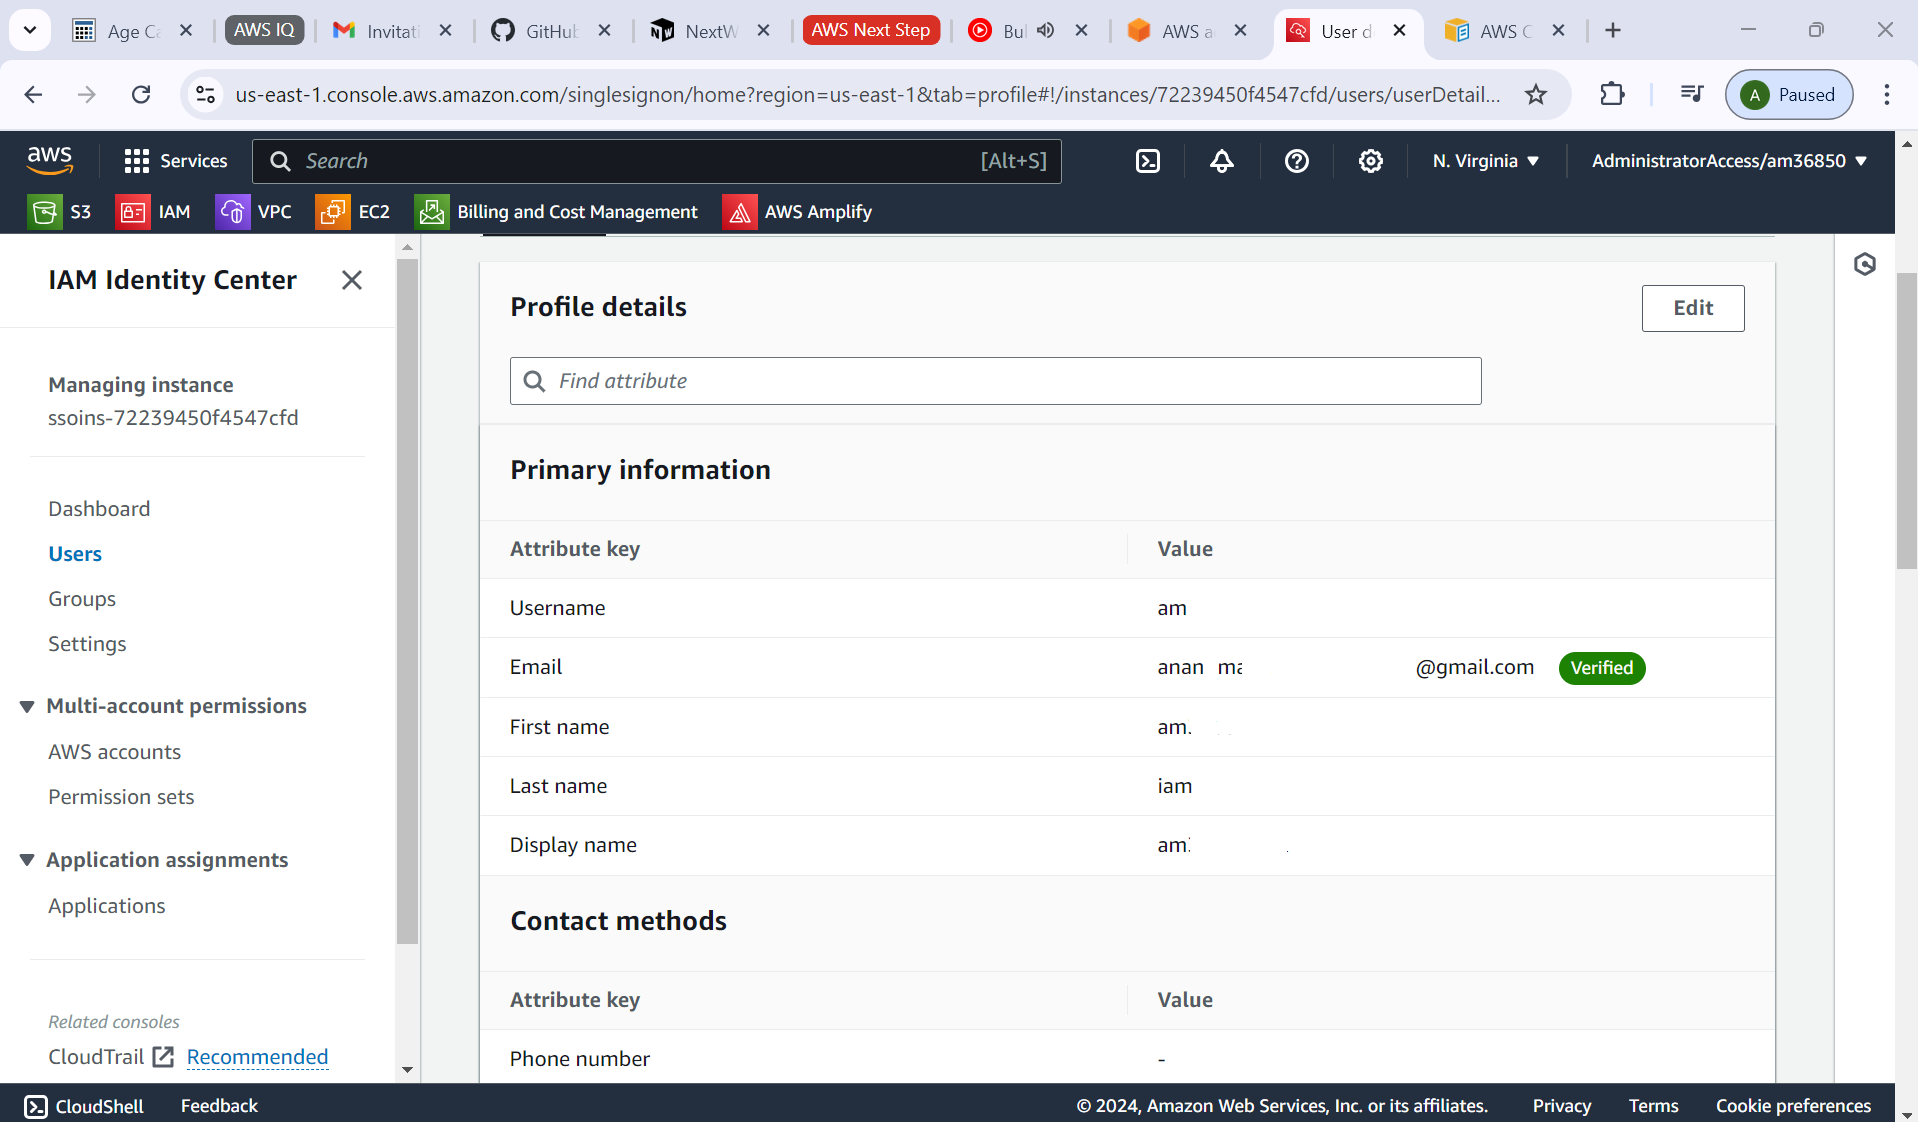 Age Ca
AWS IQ
Invitati
GitHub
NextW
AWS Next Step
Bul
AWS a
User d
AWS C
us-east-1.console.aws.amazon.com/singlesignon/home?region=us-east-1&tab=profile#!/instances/72239450f4547cfd/users/userDetail...
A Paused
aws
Services
Search [Alt+S]
N. Virginia
AdministratorAccess/am36850
S3
IAM
VPC
EC2
Billing and Cost Management
AWS Amplify
IAM Identity Center
Managing instance
ssoins-72239450f4547cfd
Dashboard
Users
Groups
Settings
Multi-account permissions
AWS accounts
Permission sets
Application assignments
Applications
Related consoles
CloudTrail Recommended
Profile details
Edit
Find attribute
Primary information
Attribute key Value
Username am
Email anan ma @gmail.com Verified
First name am.
Last name iam
Display name am
Contact methods
Attribute key Value
Phone number -
CloudShell Feedback © 2024, Amazon Web Services, Inc. or its affiliates. Privacy Terms Cookie preferences